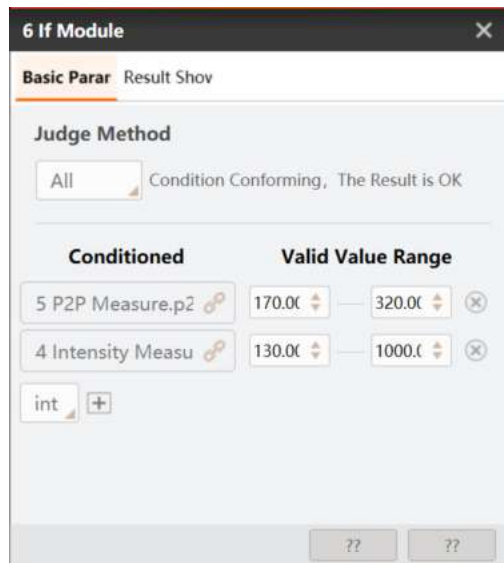 6 If Module
Basic Parar Result Shov
Judge Method
All Condition Conforming, The Result is OK
Conditioned Valid Value Range
5 P2P Measure.p2 170.0( 320.0(
4 Intensity Measu 130.0( 1000.(
int
?? ??